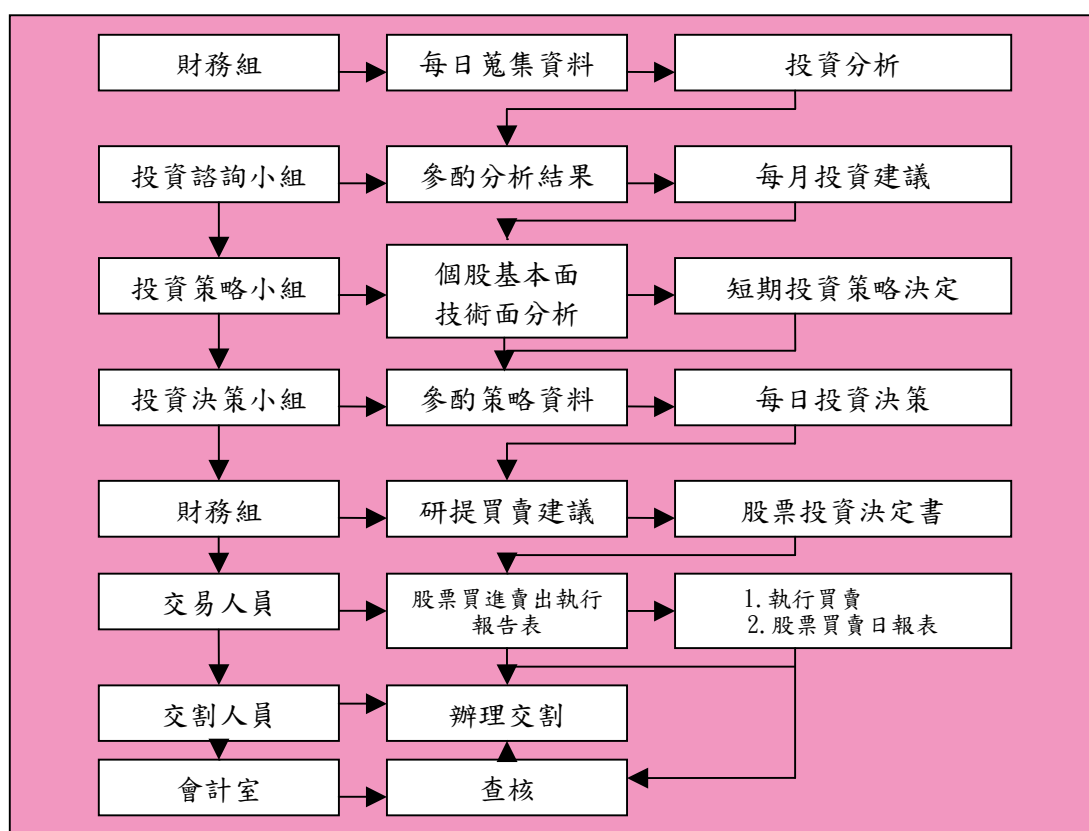 財務組
每日蒐集資料
投資分析
投資諮詢小組
參酌分析結果
每月投資建議
投資策略小組
個股基本面
技術面分析
短期投資策略決定
投資決策小組
參酌策略資料
每日投資決策
財務組
研提買賣建議
股票投資決定書
交易人員
股票買進賣出執行
報告表
1.執行買賣
2.股票買賣日報表
交割人員
辦理交割
會計室
查核